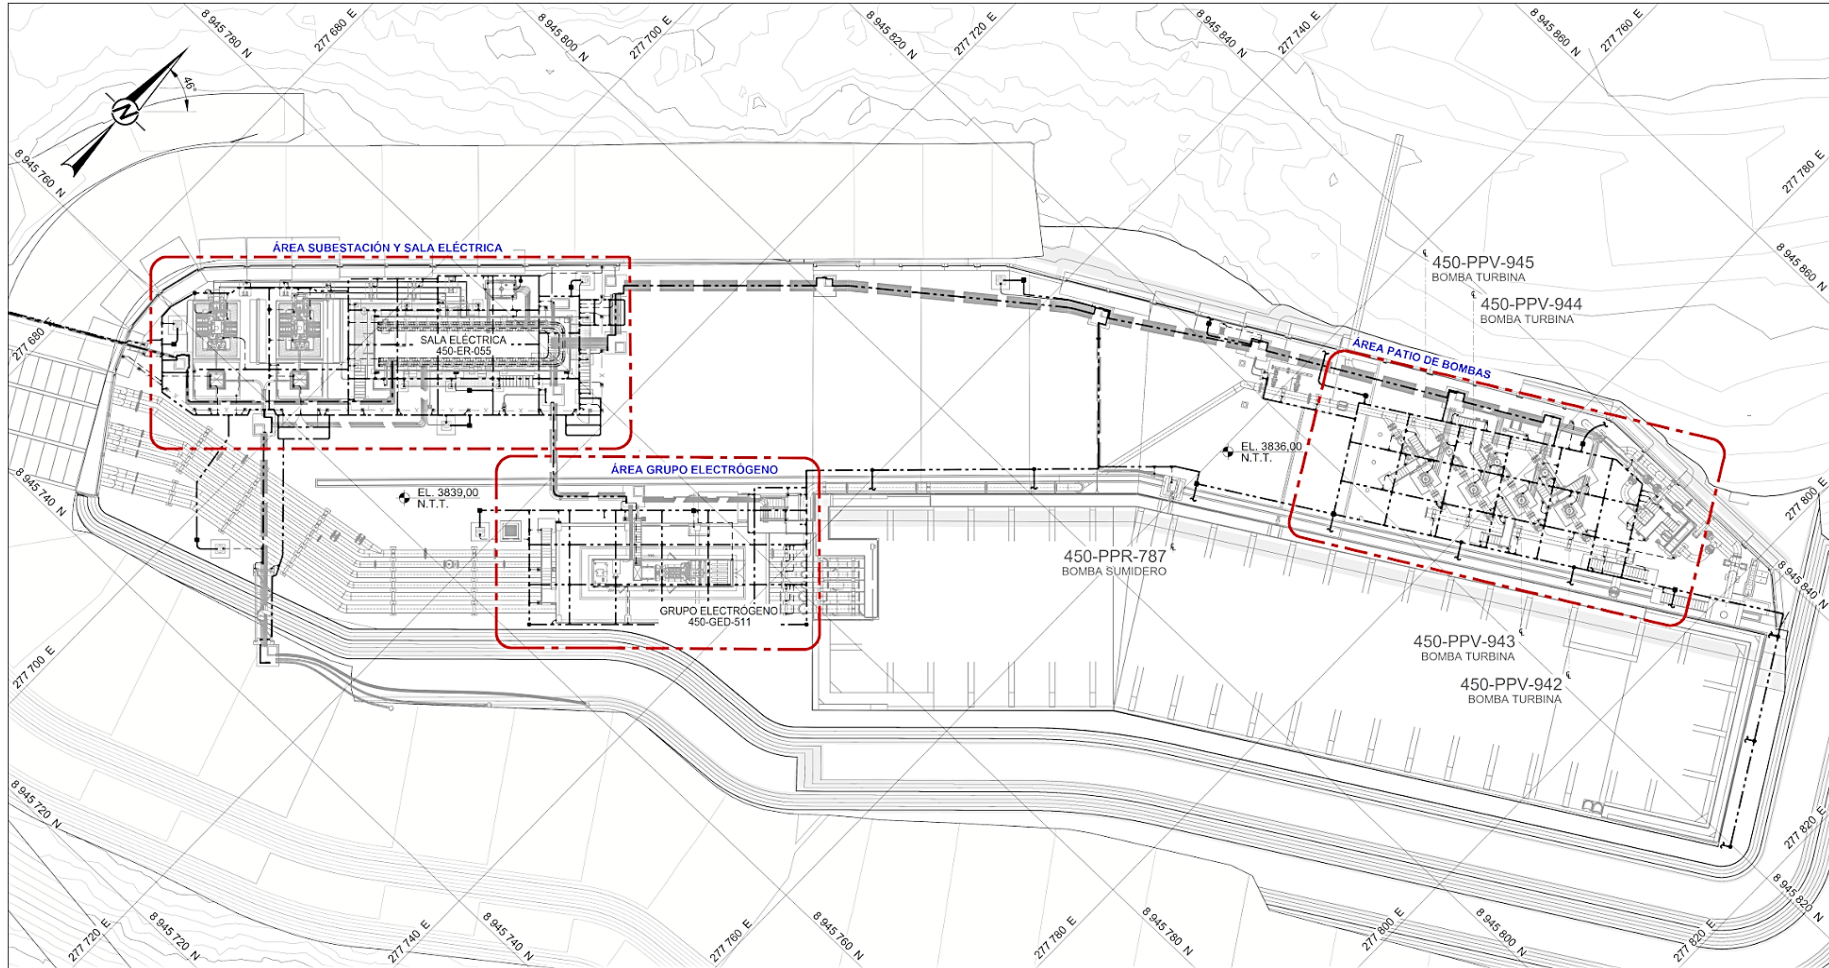 8 945 780 N
277 680 E
8 945 800 N
277 700 E
8 945 820 N
277 720 E
8 945 840 N
277 740 E
8 945 860 N
277 760 E
46°
N
8 945 760 N
277 780 E
ÁREA SUBESTACIÓN Y SALA ELÉCTRICA
8 945 860 N
450-PPV-945
BOMBA TURBINA
450-PPV-944
BOMBA TURBINA
277 680 E
SALA ELÉCTRICA
450-ER-055
ÁREA PATIO DE BOMBAS
EL. 3836,00
N.T.T.
8 945 740 N
ÁREA GRUPO ELECTRÓGENO
EL. 3839,00
N.T.T.
277 800 E
450-PPR-787
BOMBA SUMIDERO
8 945 840 N
GRUPO ELECTRÓGENO
450-GED-511
450-PPV-943
BOMBA TURBINA
277 700 E
450-PPV-942
BOMBA TURBINA
8 945 720 N
277 820 E
8 945 820 N
277 720 E
8 945 720 N
277 740 E
8 945 740 N
277 760 E
8 945 760 N
277 780 E
8 945 780 N
277 800 E
8 945 800 N
277 820 E